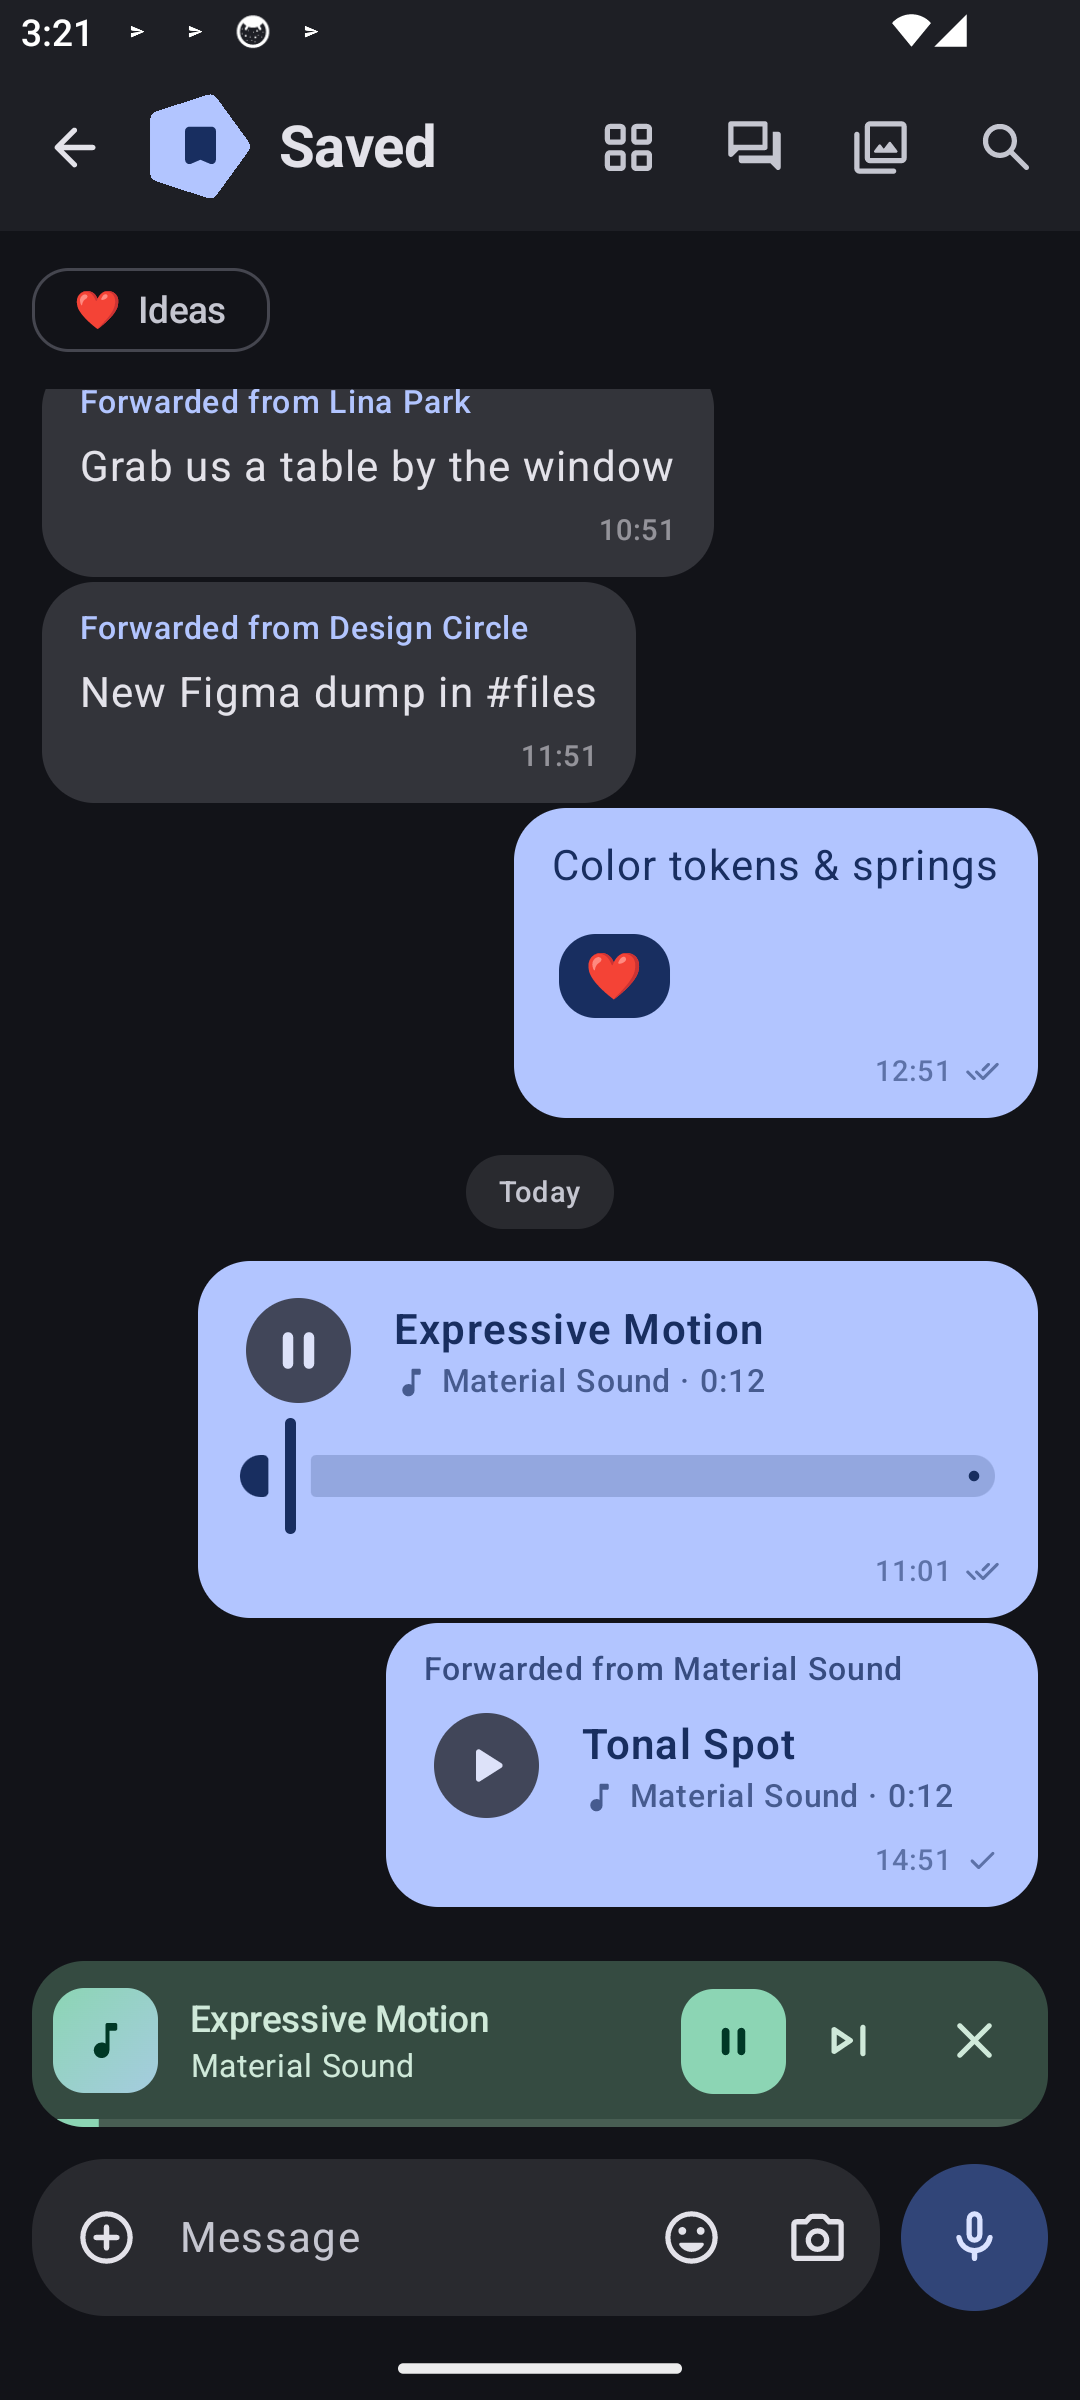 3:21
Saved
❤️ Ideas
Forwarded from Lina Park
Grab us a table by the window
10:51
Forwarded from Design Circle
New Figma dump in #files
11:51
Color tokens & springs
❤️
12:51
Today
Expressive Motion
Material Sound · 0:12
11:01
Forwarded from Material Sound
Tonal Spot
Material Sound · 0:12
14:51
Expressive Motion
Material Sound
Message